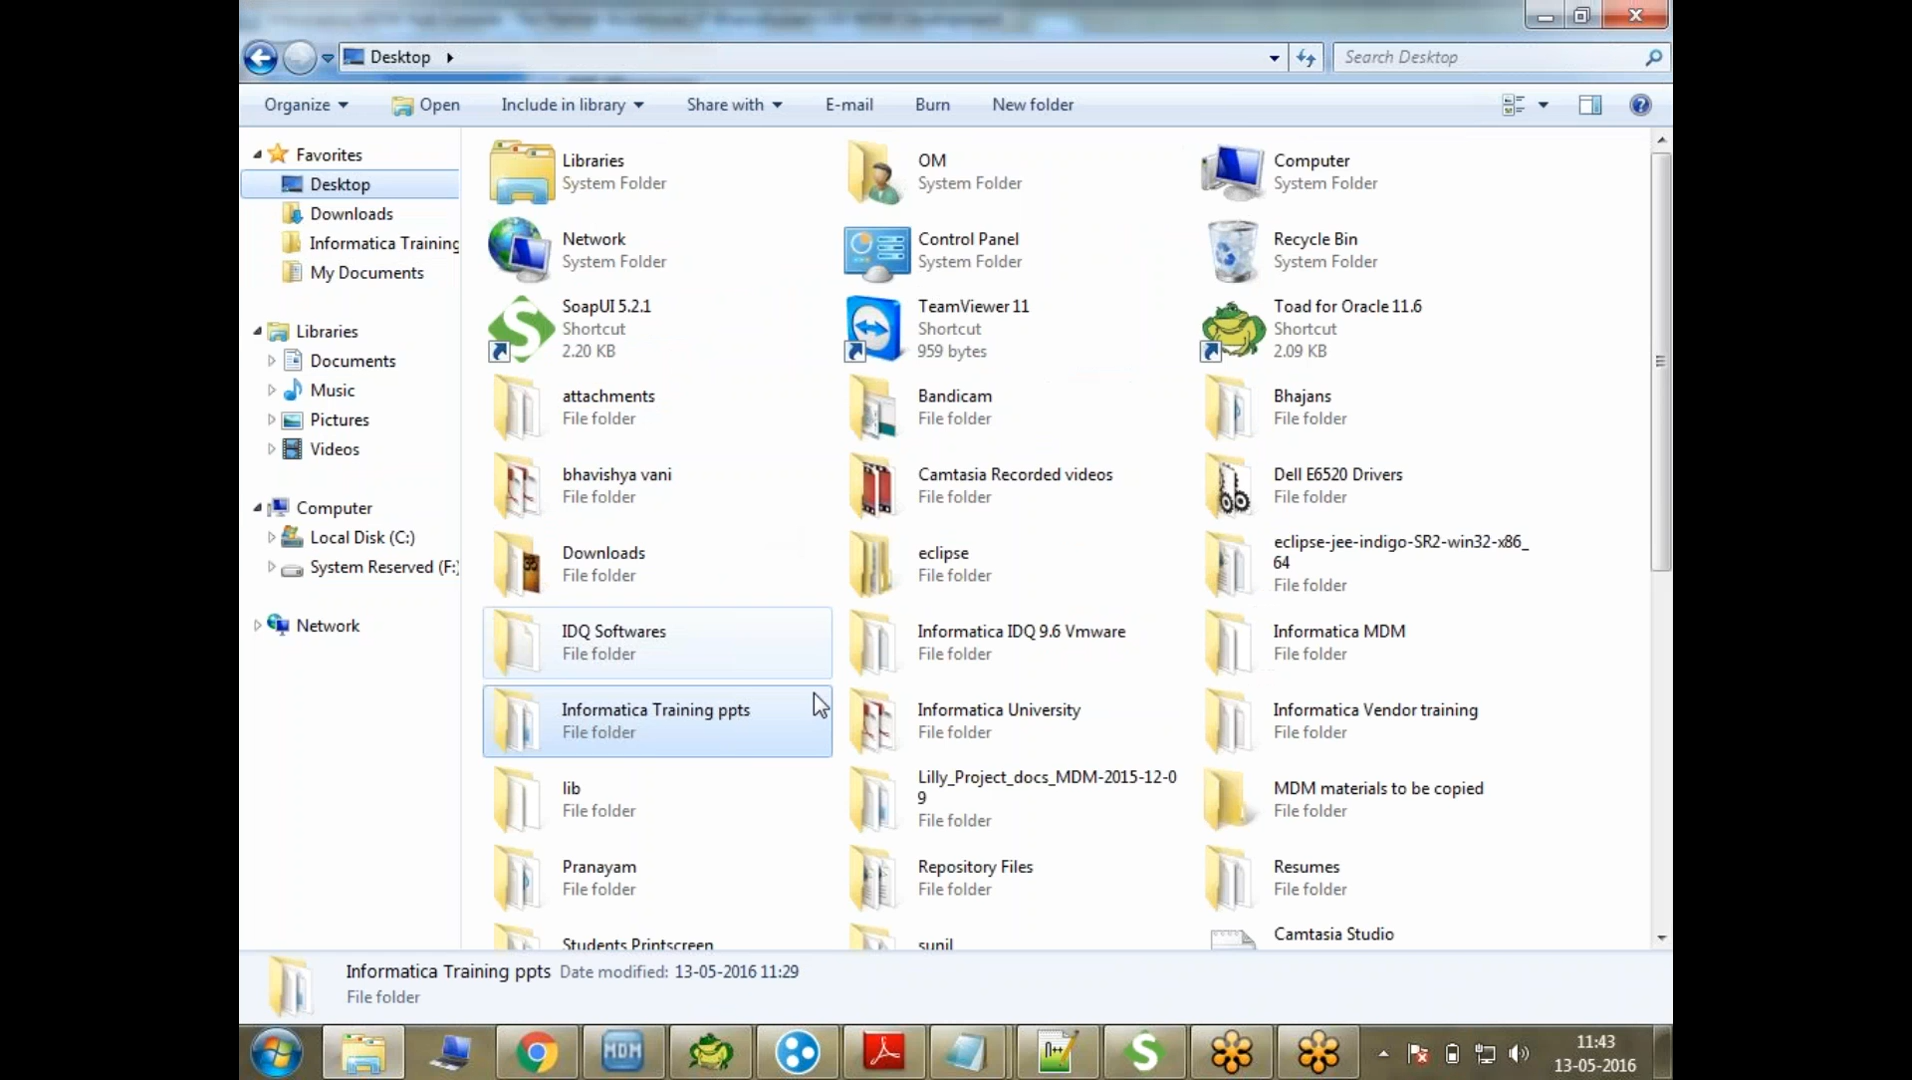 Desktop
Search Desktop
Organize
Open
Include in library
Share with
E-mail
Burn
New folder
Favorites
Desktop
Downloads
Informatica Training
My Documents
Libraries
Documents
Music
Pictures
Videos
Computer
Local Disk (C:)
System Reserved (F:)
Network
Libraries
System Folder
OM
System Folder
Computer
System Folder
Network
System Folder
Control Panel
System Folder
Recycle Bin
System Folder
SoapUI 5.2.1
Shortcut
2.20 KB
TeamViewer 11
Shortcut
959 bytes
Toad for Oracle 11.6
Shortcut
2.09 KB
attachments
File folder
Bandicam
File folder
Bhajans
File folder
bhavishya vani
File folder
Camtasia Recorded videos
File folder
Dell E6520 Drivers
File folder
Downloads
File folder
eclipse
File folder
eclipse-jee-indigo-SR2-win32-x86_
64
File folder
IDQ Softwares
File folder
Informatica IDQ 9.6 Vmware
File folder
Informatica MDM
File folder
Informatica Training ppts
File folder
Informatica University
File folder
Informatica Vendor training
File folder
lib
File folder
Lilly_Project_docs_MDM-2015-12-0
9
File folder
MDM materials to be copied
File folder
Pranayam
File folder
Repository Files
File folder
Resumes
File folder
Students Printscreen
sunil
Camtasia Studio
Informatica Training ppts Date modified: 13-05-2016 11:29
File folder
MDM
n++
S
11:43
13-05-2016